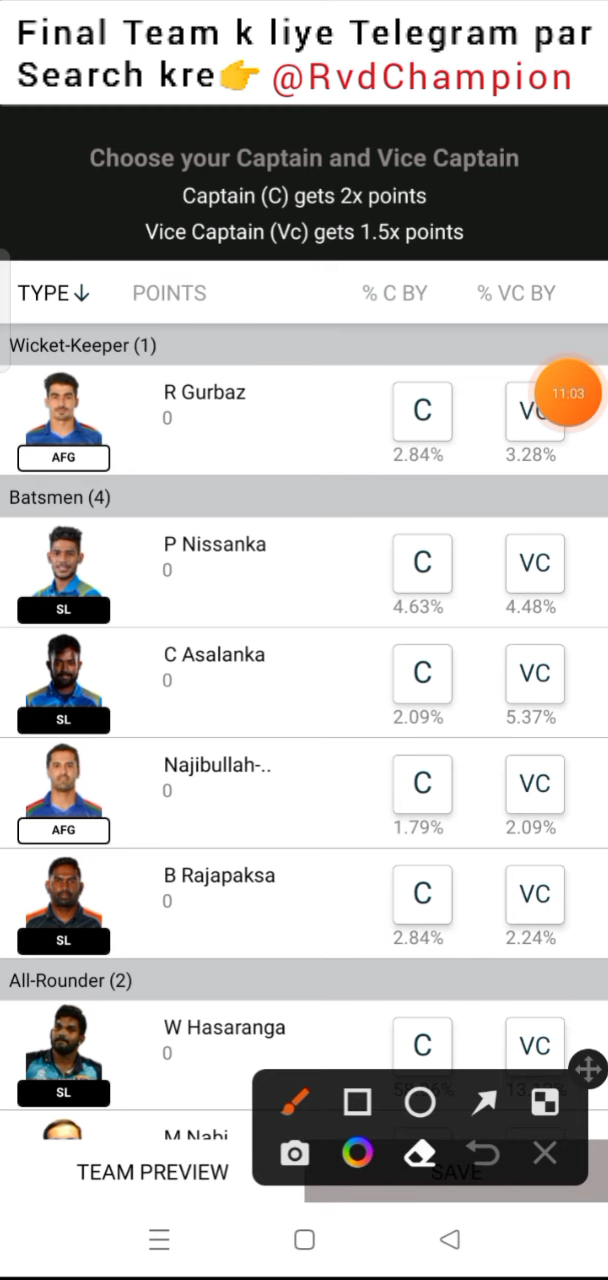 Final Team k liye Telegram par
Search kre👉 @RvdChampion
Choose your Captain and Vice Captain
Captain (C) gets 2x points
Vice Captain (Vc) gets 1.5x points
TYPE↓ POINTS % C BY % VC BY
Wicket-Keeper (1)
R Gurbaz
0
C
11:03
AFG
2.84% 3.28%
Batsmen (4)
P Nissanka
0
C VC
SL
4.63% 4.48%
C Asalanka
0
C VC
SL
2.09% 5.37%
Najibullah-..
0
C VC
AFG
1.79% 2.09%
B Rajapaksa
0
C VC
SL
2.84% 2.24%
All-Rounder (2)
W Hasaranga
0
C VC
SL
M Nabi
TEAM PREVIEW SAVE